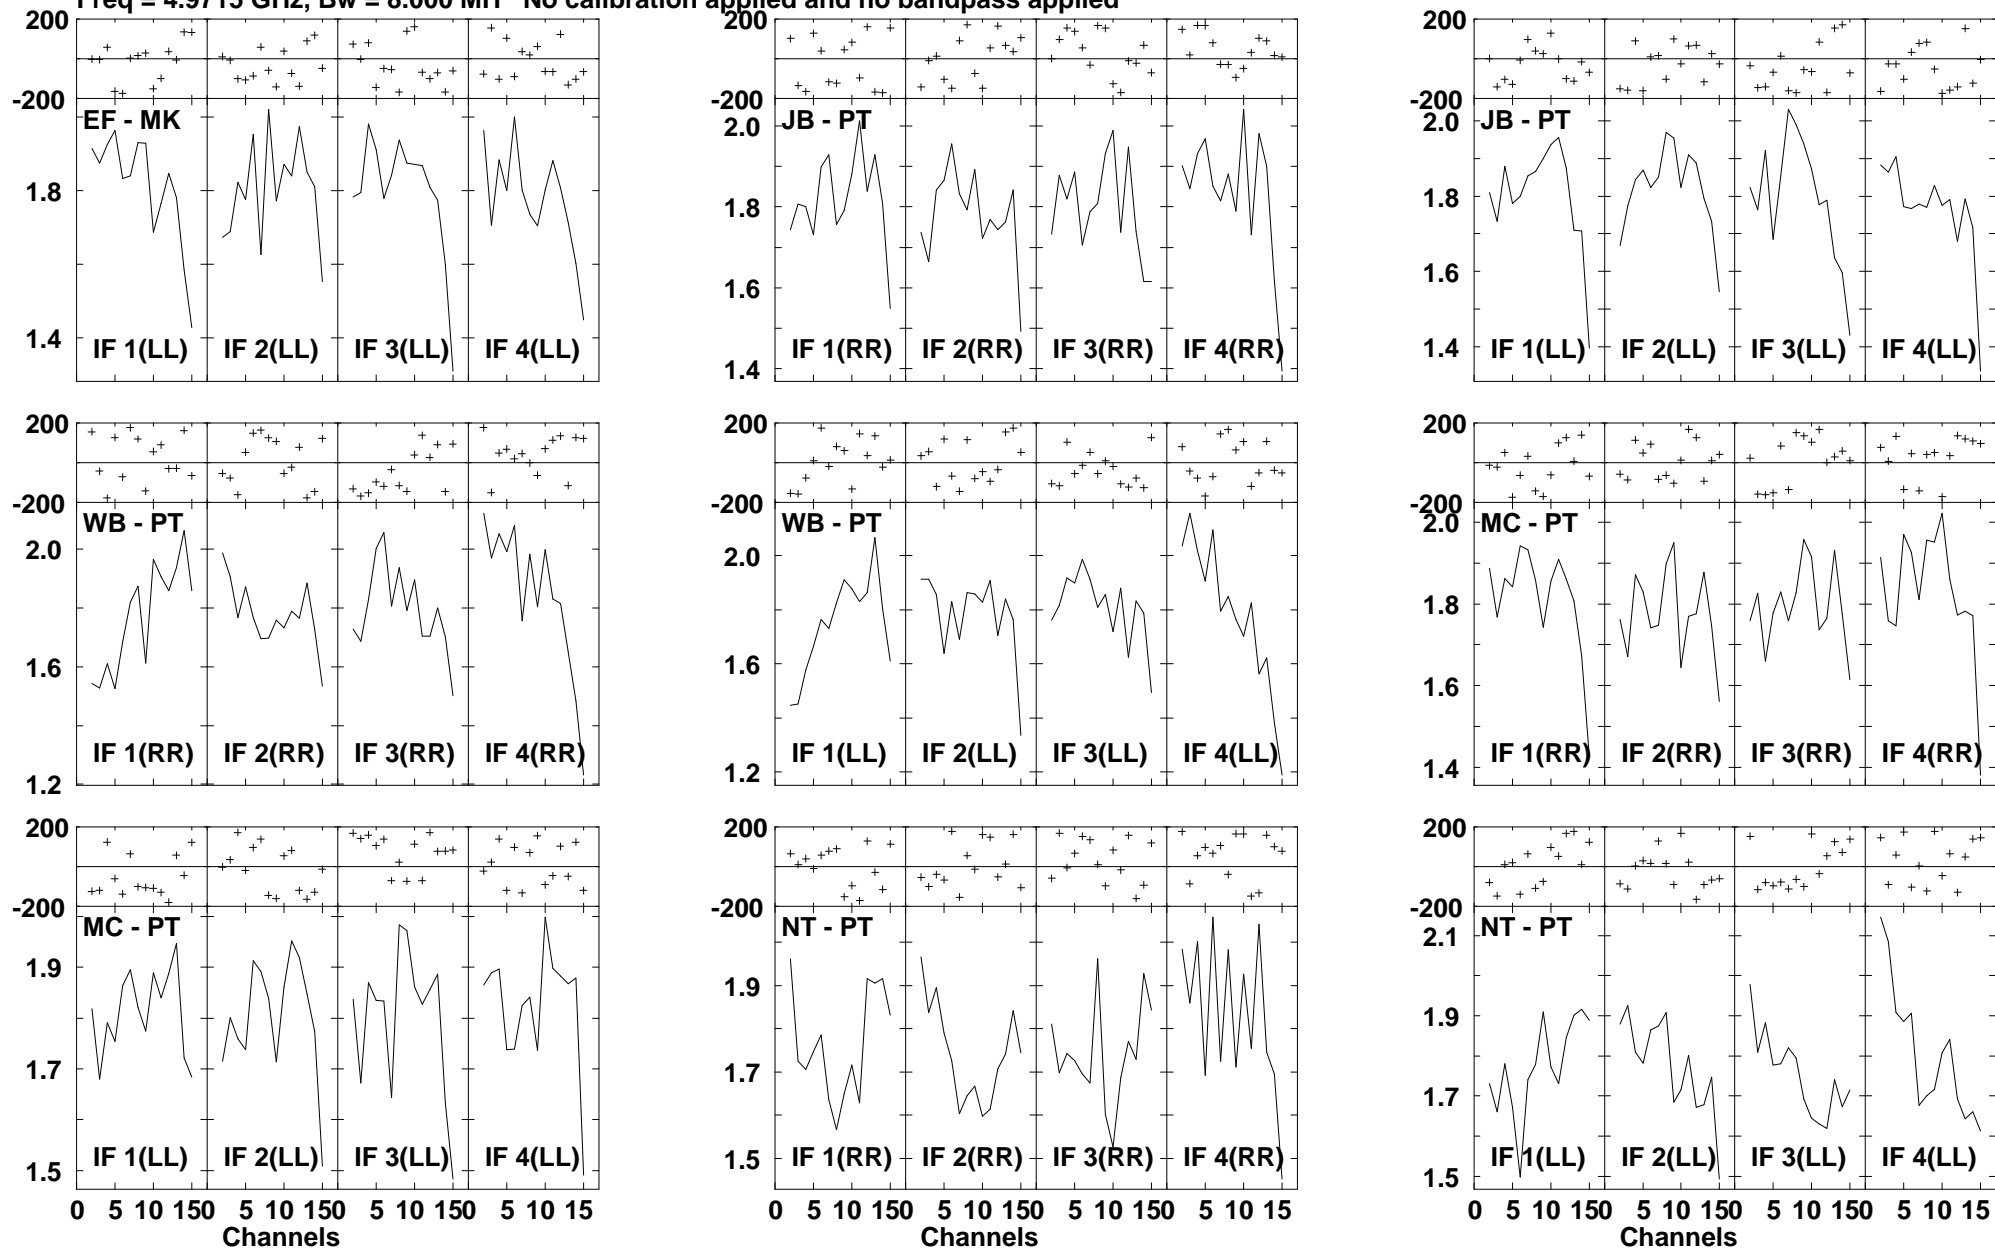 Freq = 4.9715 GHz, Bw = 8.000 MH No calibration applied and no bandpass applied
200 200 200
-200 -200 -200
EF - MK JB - PT JB - PT
2.0 2.0
1.8 1.8 1.8
1.6 1.6
1.4 1.4 1.4
IF 1(LL) IF 2(LL) IF 3(LL) IF 4(LL) IF 1(RR) IF 2(RR) IF 3(RR) IF 4(RR) IF 1(LL) IF 2(LL) IF 3(LL) IF 4(LL)
200 200 200
-200 -200 -200
WB - PT WB - PT MC - PT
2.0 2.0 2.0
1.8
1.6 1.6 1.6
1.2 1.2 1.4
IF 1(RR) IF 2(RR) IF 3(RR) IF 4(RR) IF 1(LL) IF 2(LL) IF 3(LL) IF 4(LL) IF 1(RR) IF 2(RR) IF 3(RR) IF 4(RR)
200 200 200
-200 -200 -200
MC - PT NT - PT NT - PT
2.1
1.9 1.9 1.9
1.7 1.7 1.7
1.5 1.5 1.5
IF 1(LL) IF 2(LL) IF 3(LL) IF 4(LL) IF 1(RR) IF 2(RR) IF 3(RR) IF 4(RR) IF 1(LL) IF 2(LL) IF 3(LL) IF 4(LL)
0 5 10 150 5 10 150 5 10 150 5 10 15 0 5 10 150 5 10 150 5 10 150 5 10 15 0 5 10 150 5 10 150 5 10 150 5 10 15
Channels Channels Channels